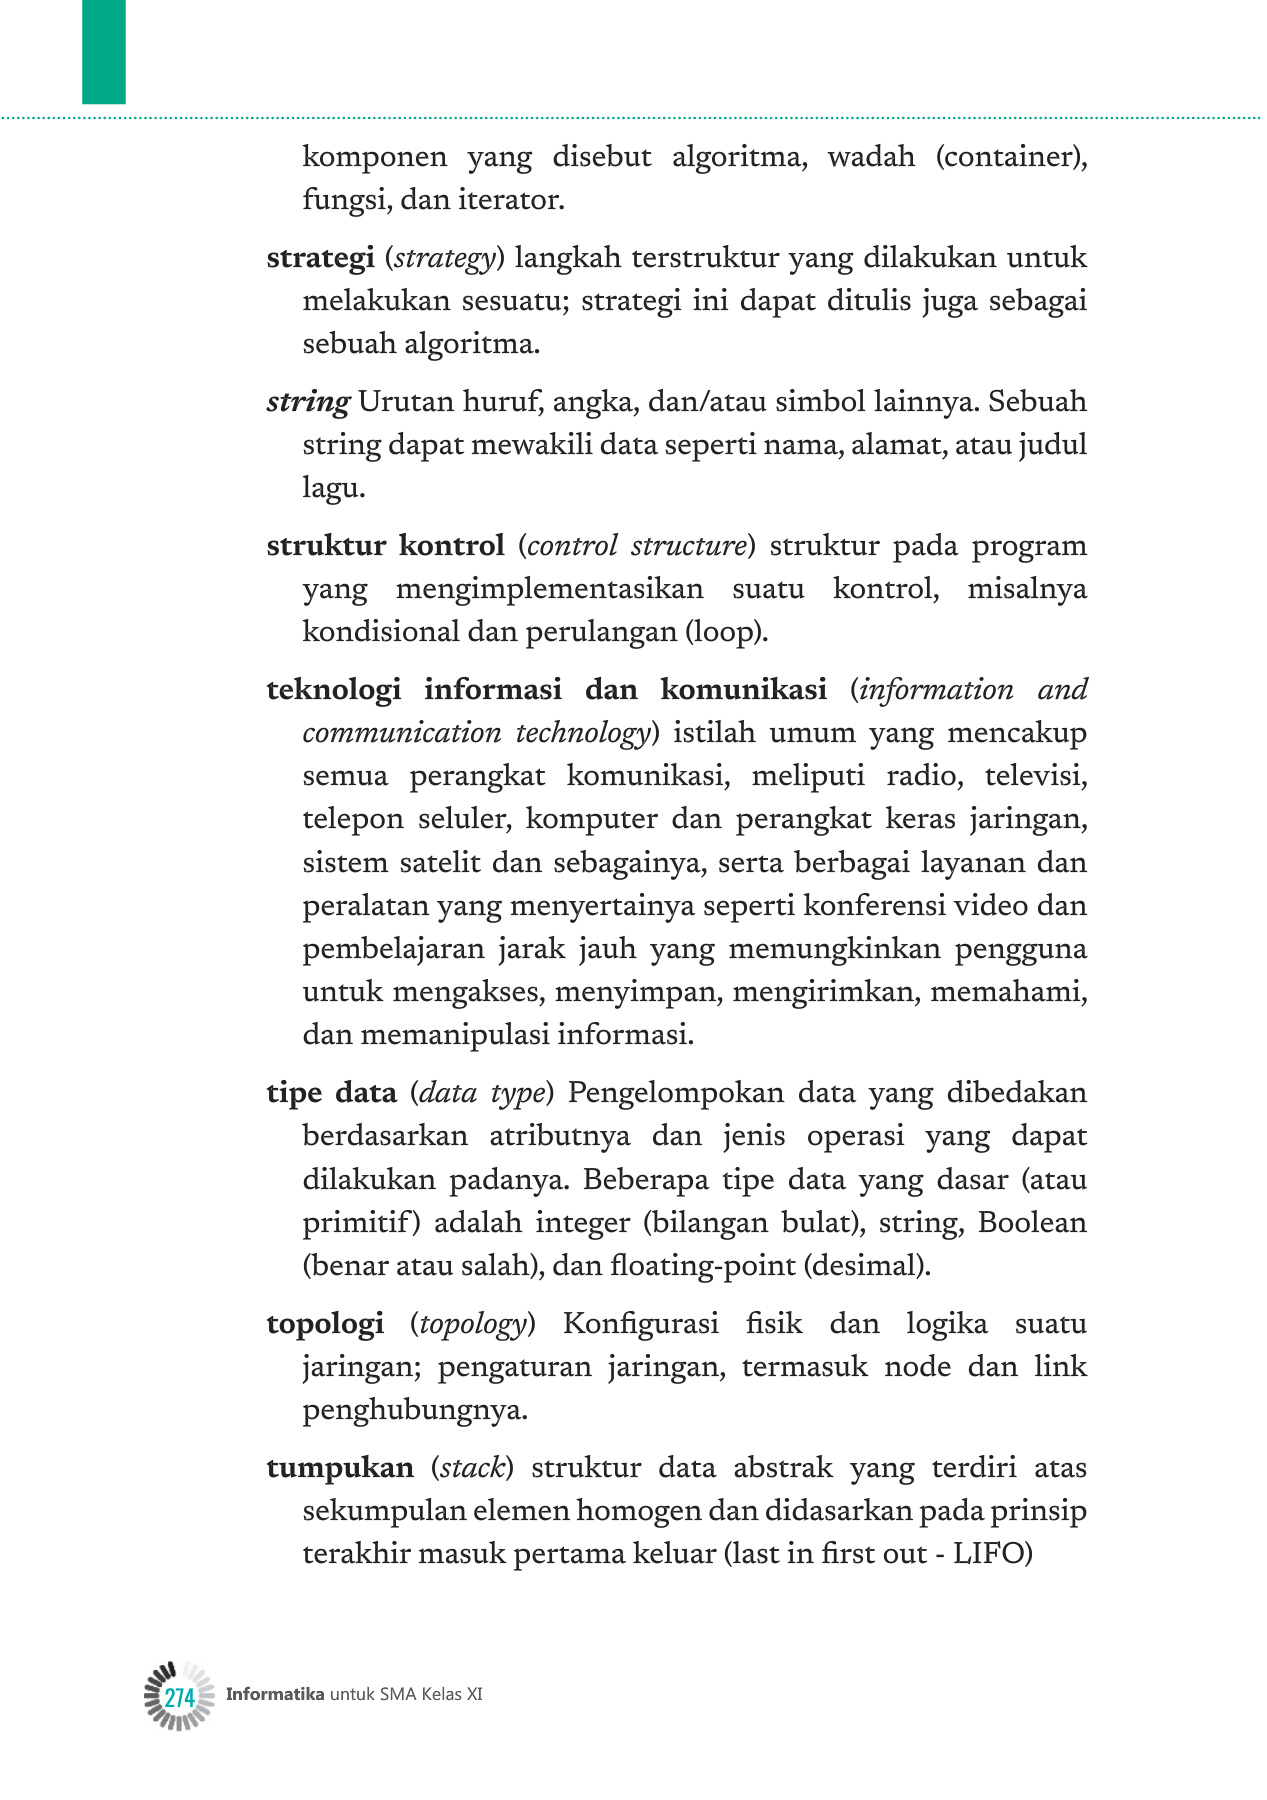 komponen yang disebut algoritma, wadah (container),
fungsi, dan iterator.
strategi (strategy) langkah terstruktur yang dilakukan untuk
melakukan sesuatu; strategi ini dapat ditulis juga sebagai
sebuah algoritma.
string Urutan huruf, angka, dan/atau simbol lainnya. Sebuah
string dapat mewakili data seperti nama, alamat, atau judul
lagu.
struktur kontrol (control structure) struktur pada program
yang mengimplementasikan suatu kontrol, misalnya
kondisional dan perulangan (loop).
teknologi informasi dan komunikasi (information and
communication technology) istilah umum yang mencakup
semua perangkat komunikasi, meliputi radio, televisi,
telepon seluler, komputer dan perangkat keras jaringan,
sistem satelit dan sebagainya, serta berbagai layanan dan
peralatan yang menyertainya seperti konferensi video dan
pembelajaran jarak jauh yang memungkinkan pengguna
untuk mengakses, menyimpan, mengirimkan, memahami,
dan memanipulasi informasi.
tipe data (data type) Pengelompokan data yang dibedakan
berdasarkan atributnya dan jenis operasi yang dapat
dilakukan padanya. Beberapa tipe data yang dasar (atau
primitif) adalah integer (bilangan bulat), string, Boolean
(benar atau salah), dan floating-point (desimal).
topologi (topology) Konfigurasi fisik dan logika suatu
jaringan; pengaturan jaringan, termasuk node dan link
penghubungnya.
tumpukan (stack) struktur data abstrak yang terdiri atas
sekumpulan elemen homogen dan didasarkan pada prinsip
terakhir masuk pertama keluar (last in first out - LIFO)
274 Informatika untuk SMA Kelas XI